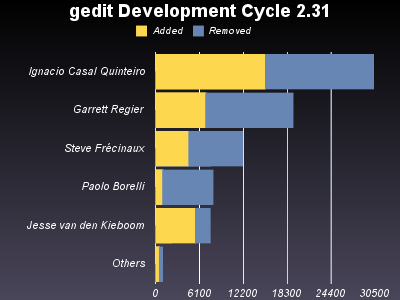 gedit Development Cycle 2.31
Added Removed
Ignacio Casal Quinteiro
Garrett Regier
Steve Frécinaux
Paolo Borelli
Jesse van den Kieboom
Others
0 6100 12200 18300 24400 30500